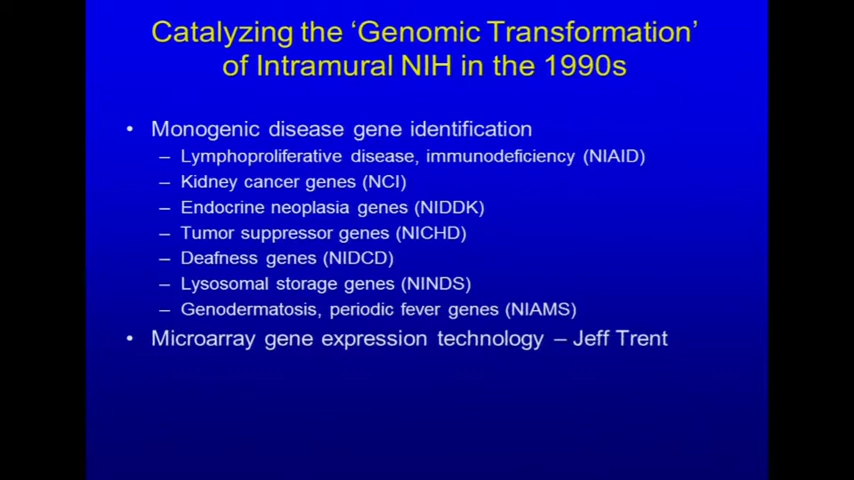 Catalyzing the ‘Genomic Transformation’
of Intramural NIH in the 1990s
• Monogenic disease gene identification
– Lymphoproliferative disease, immunodeficiency (NIAID)
– Kidney cancer genes (NCI)
– Endocrine neoplasia genes (NIDDK)
– Tumor suppressor genes (NICHD)
– Deafness genes (NIDCD)
– Lysosomal storage genes (NINDS)
– Genodermatosis, periodic fever genes (NIAMS)
• Microarray gene expression technology – Jeff Trent